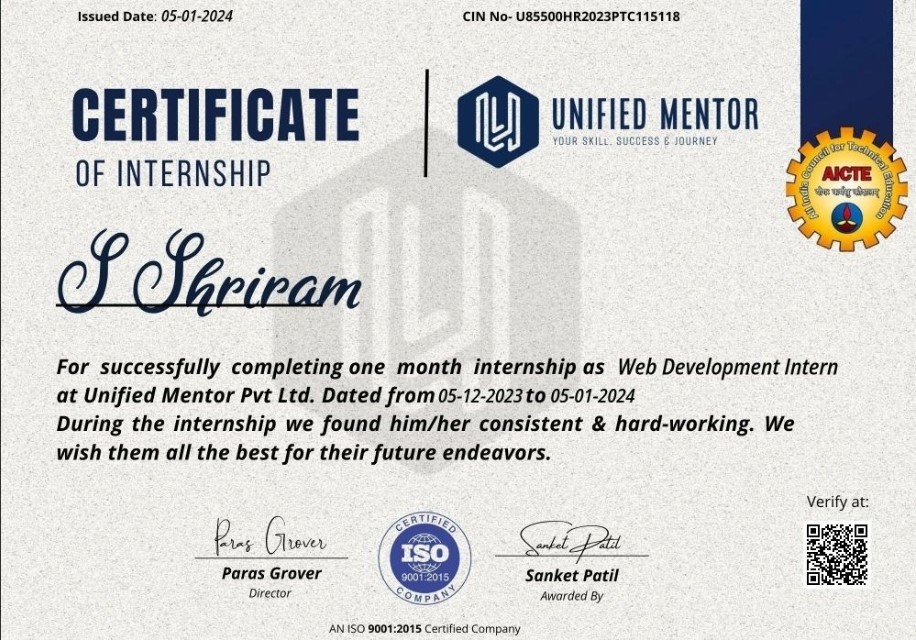 Issued Date: 05-01-2024
CIN No- U85500HR2023PTC115118
CERTIFICATE
OF INTERNSHIP
UNIFIED MENTOR
YOUR SKILL, SUCCESS & JOURNEY
All India Council for Technical Education
AICTE
S Shriram
For successfully completing one month internship as Web Development Intern
at Unified Mentor Pvt Ltd. Dated from 05-12-2023 to 05-01-2024
During the internship we found him/her consistent & hard-working. We
wish them all the best for their future endeavors.
Verify at:
Paras Grover
Paras Grover
Director
CERTIFIED
ISO
9001:2015
COMPANY
Sanket Patil
Sanket Patil
Awarded By
AN ISO 9001:2015 Certified Company